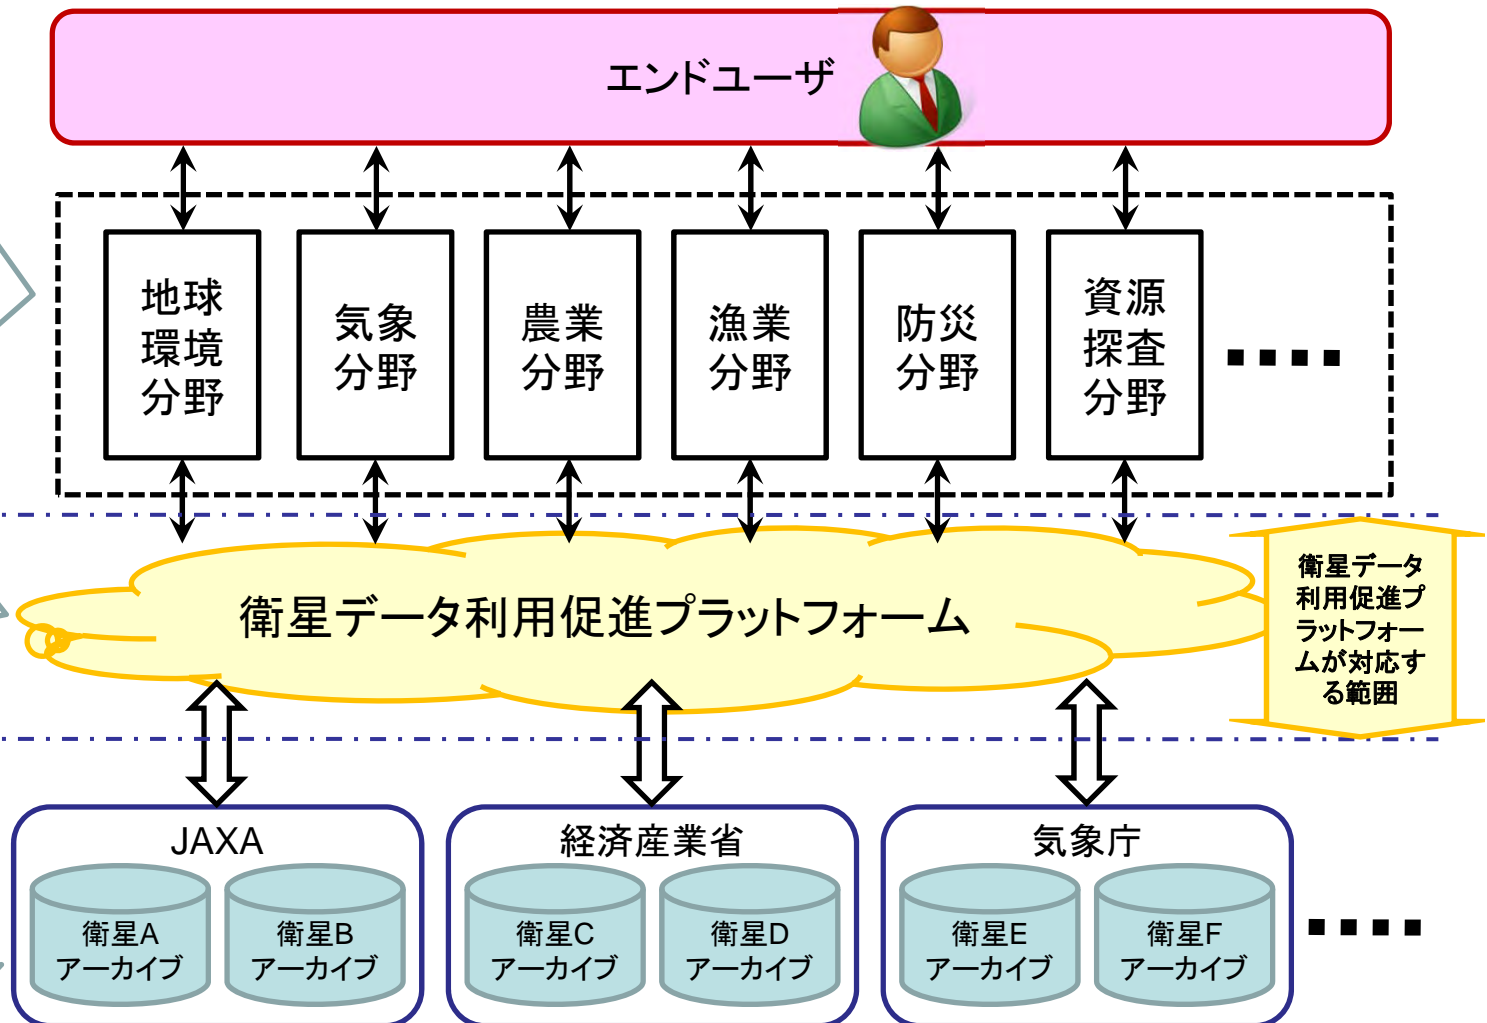 エンドユーザ
地球
環境
分野
気象
分野
農業
分野
漁業
分野
防災
分野
資源
探査
分野
衛星データ利用促進プラットフォーム
衛星データ
利用促進プ
ラットフォー
ムが対応す
る範囲
JAXA
衛星A
アーカイブ
衛星B
アーカイブ
経済産業省
衛星C
アーカイブ
衛星D
アーカイブ
気象庁
衛星E
アーカイブ
衛星F
アーカイブ